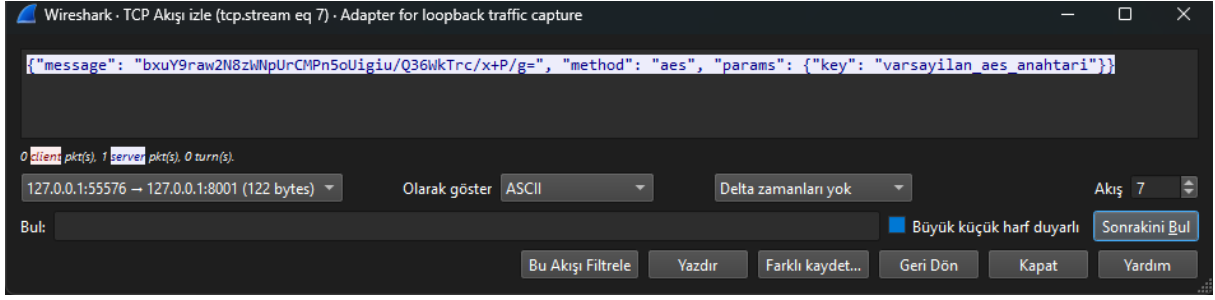 Wireshark · TCP Akışı izle (tcp.stream eq 7) · Adapter for loopback traffic capture
{"message": "bxuY9raw2N8zWNpUrCMPn5oUigiu/Q36WkTrc/x+P/g=", "method": "aes", "params": {"key": "varsayilan_aes_anahtari"}}
0 client pkt(s), 1 server pkt(s), 0 turn(s).
127.0.0.1:55576 → 127.0.0.1:8001 (122 bytes) Olarak göster ASCII Delta zamanları yok Akış 7
Bul: Büyük küçük harf duyarlı Sonrakini Bul
Bu Akışı Filtrele Yazdır Farklı kaydet... Geri Dön Kapat Yardım